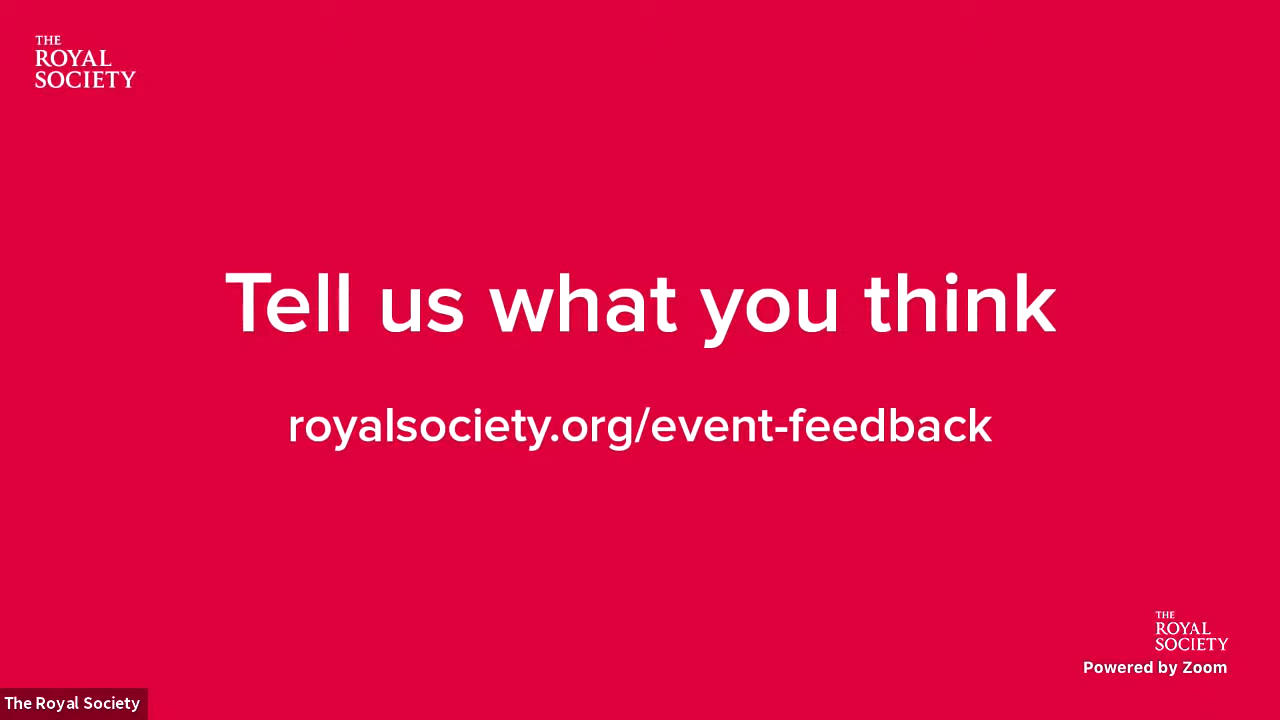 THE
ROYAL
SOCIETY
Tell us what you think
royalsociety.org/event-feedback
THE
ROYAL
SOCIETY
Powered by Zoom
The Royal Society